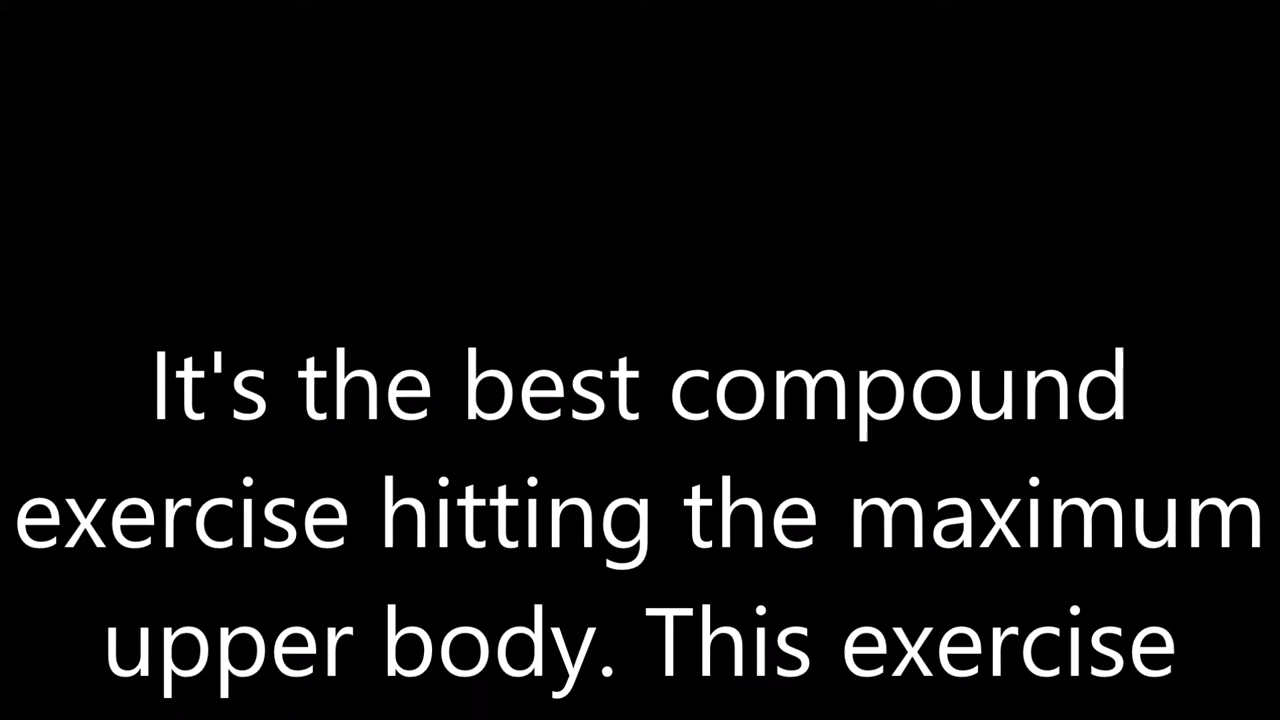 It's the best compound
exercise hitting the maximum
upper body. This exercise